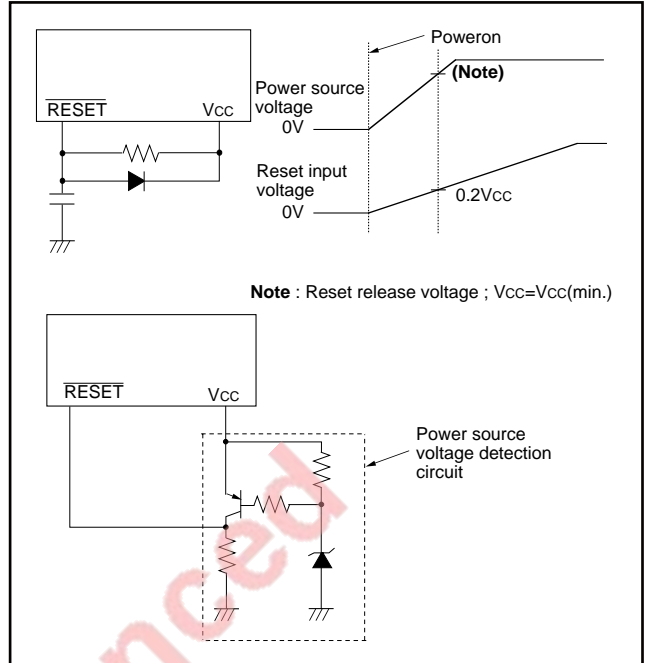 Poweron
(Note)
RESET
VCC
Power source
voltage
0V
Reset input
voltage
0V
0.2VCC
Note : Reset release voltage ; VCC=VCC(min.)
RESET
VCC
Power source
voltage detection
circuit